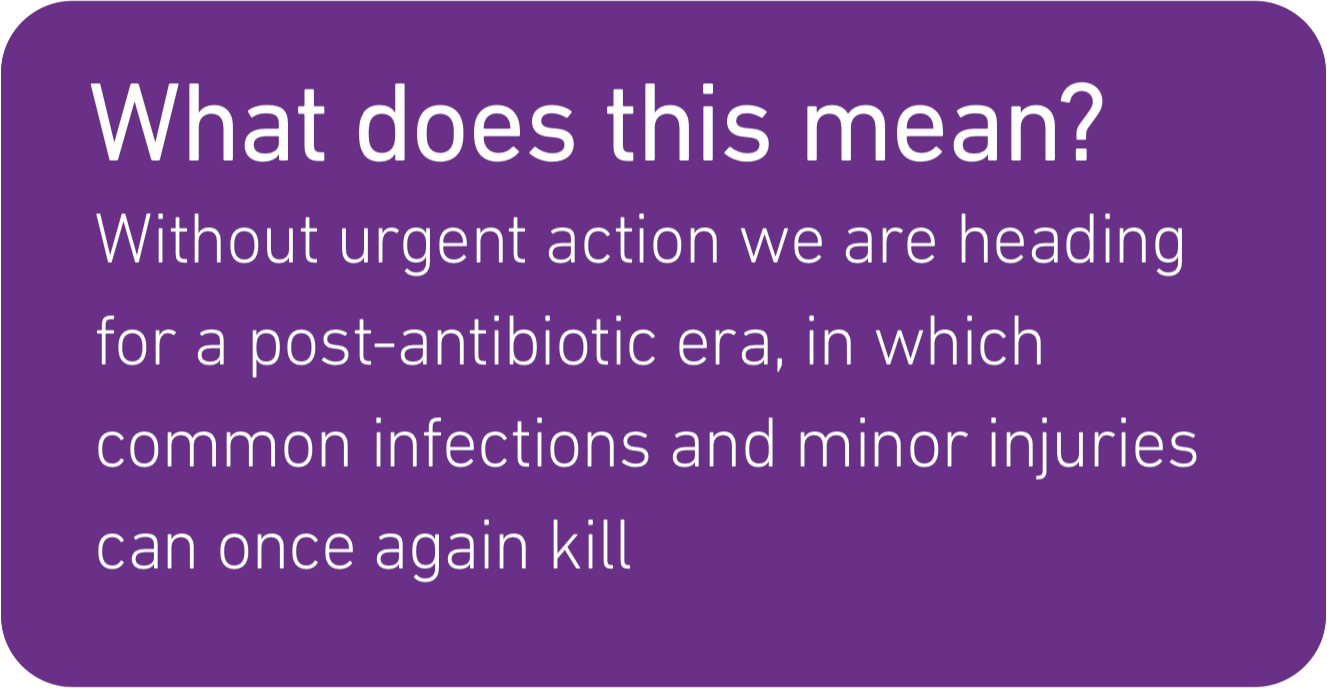 What does this mean?
Without urgent action we are heading
for a post-antibiotic era, in which
common infections and minor injuries
can once again kill